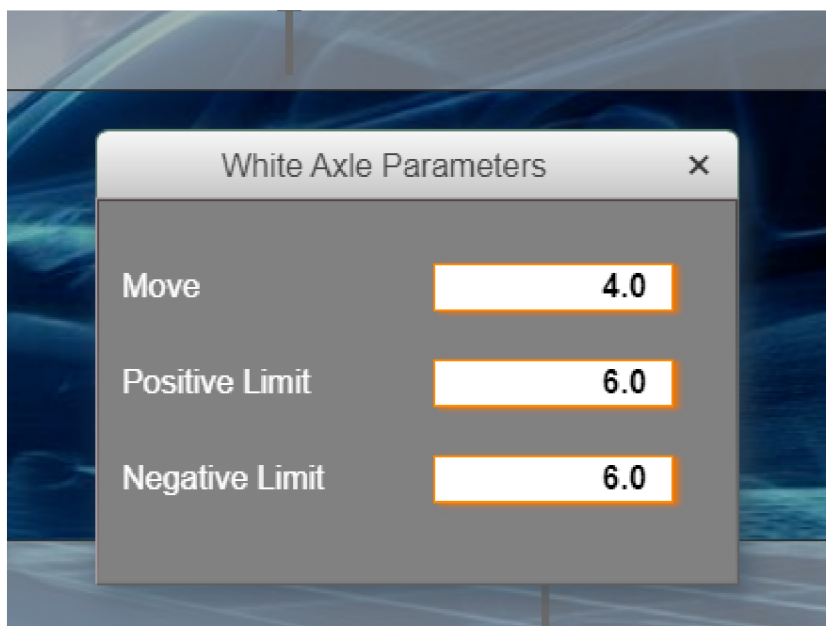 White Axle Parameters ×
Move 4.0
Positive Limit 6.0
Negative Limit 6.0